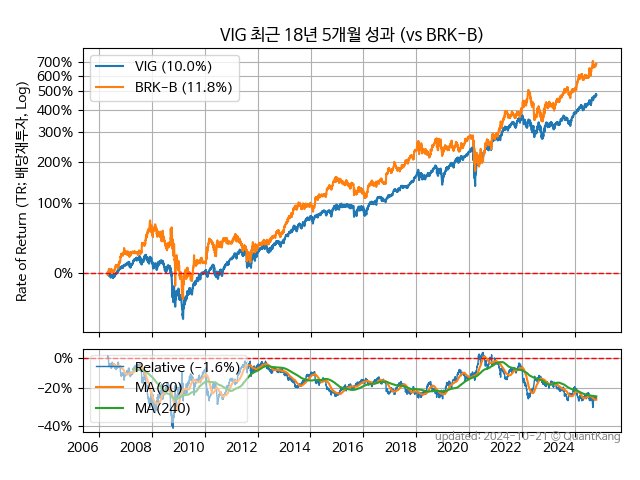 VIG 최근 18년 5개월 성과 (vs BRK-B)
Rate of Return (TR: 배당재투자, Log)
700%
600%
500%
400%
300%
200%
100%
0%
VIG (10.0%)
BRK-B (11.8%)
0%
-20%
-40%
Relative (-1.6%)
MA(60)
MA(240)
2006 2008 2010 2012 2014 2016 2018 2020 2022 2024
updated: 2024-10-21 © QuantKang